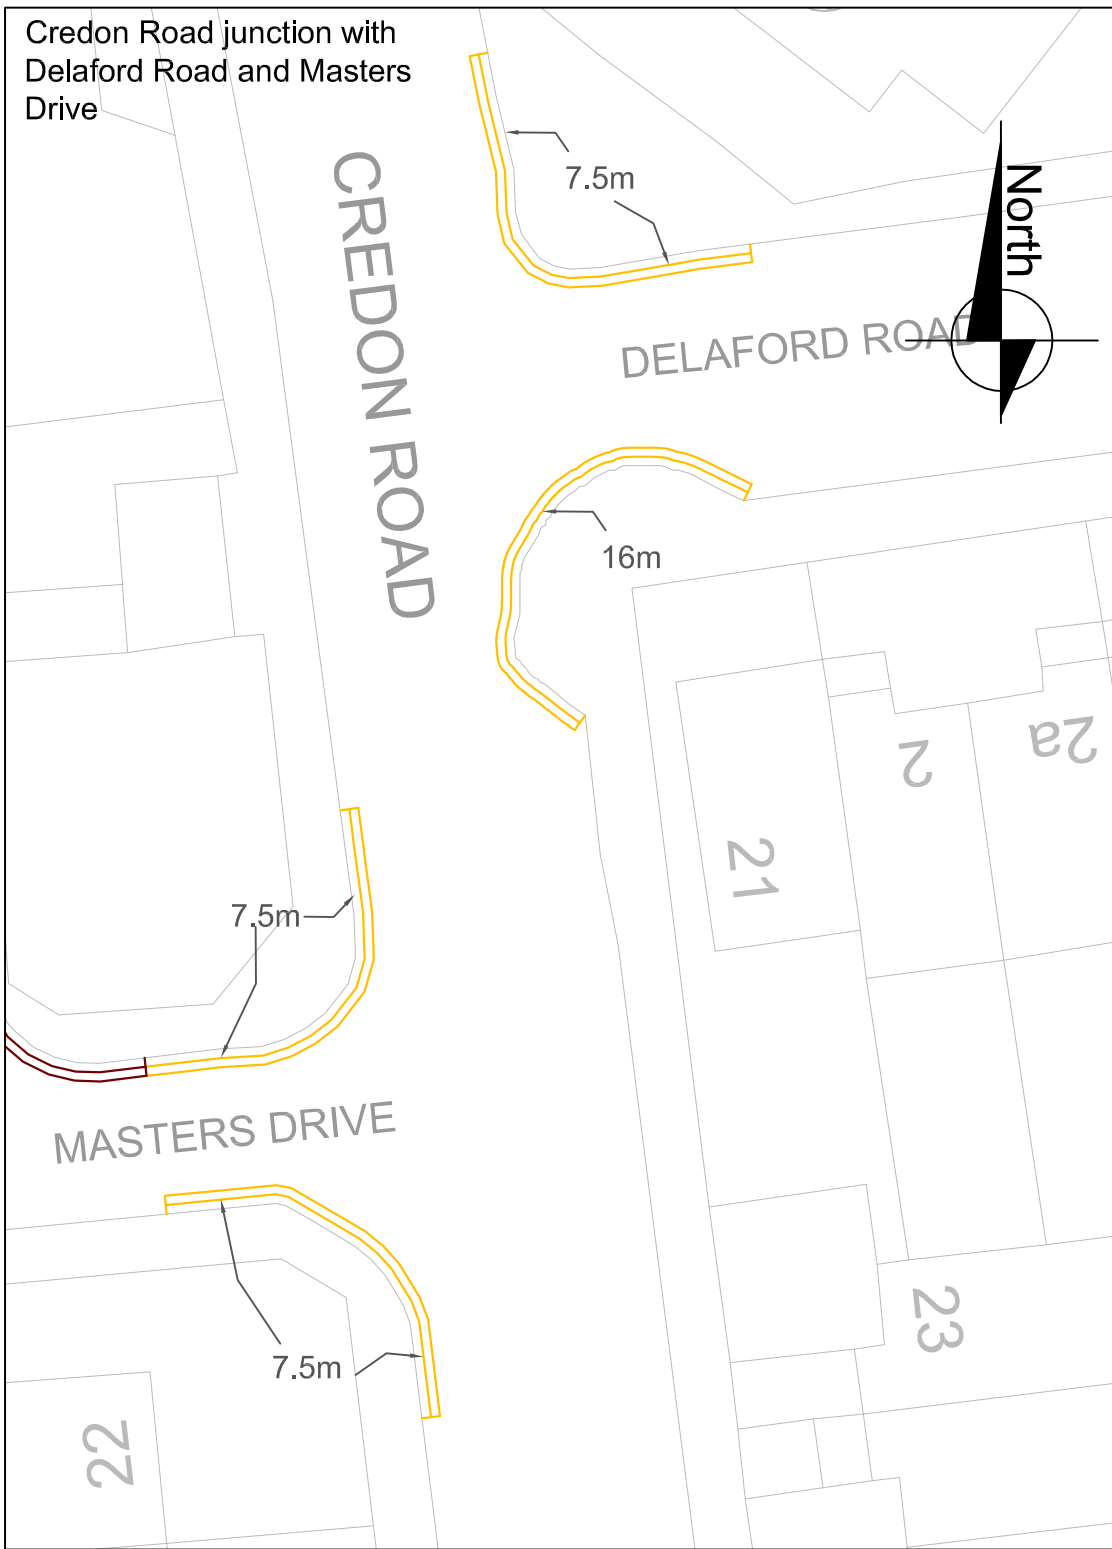 Credon Road junction with
Delaford Road and Masters
Drive
7.5m
North
CREDON ROAD
DELAFORD ROAD
16m
2
2a
21
7.5m
MASTERS DRIVE
7.5m
23
22